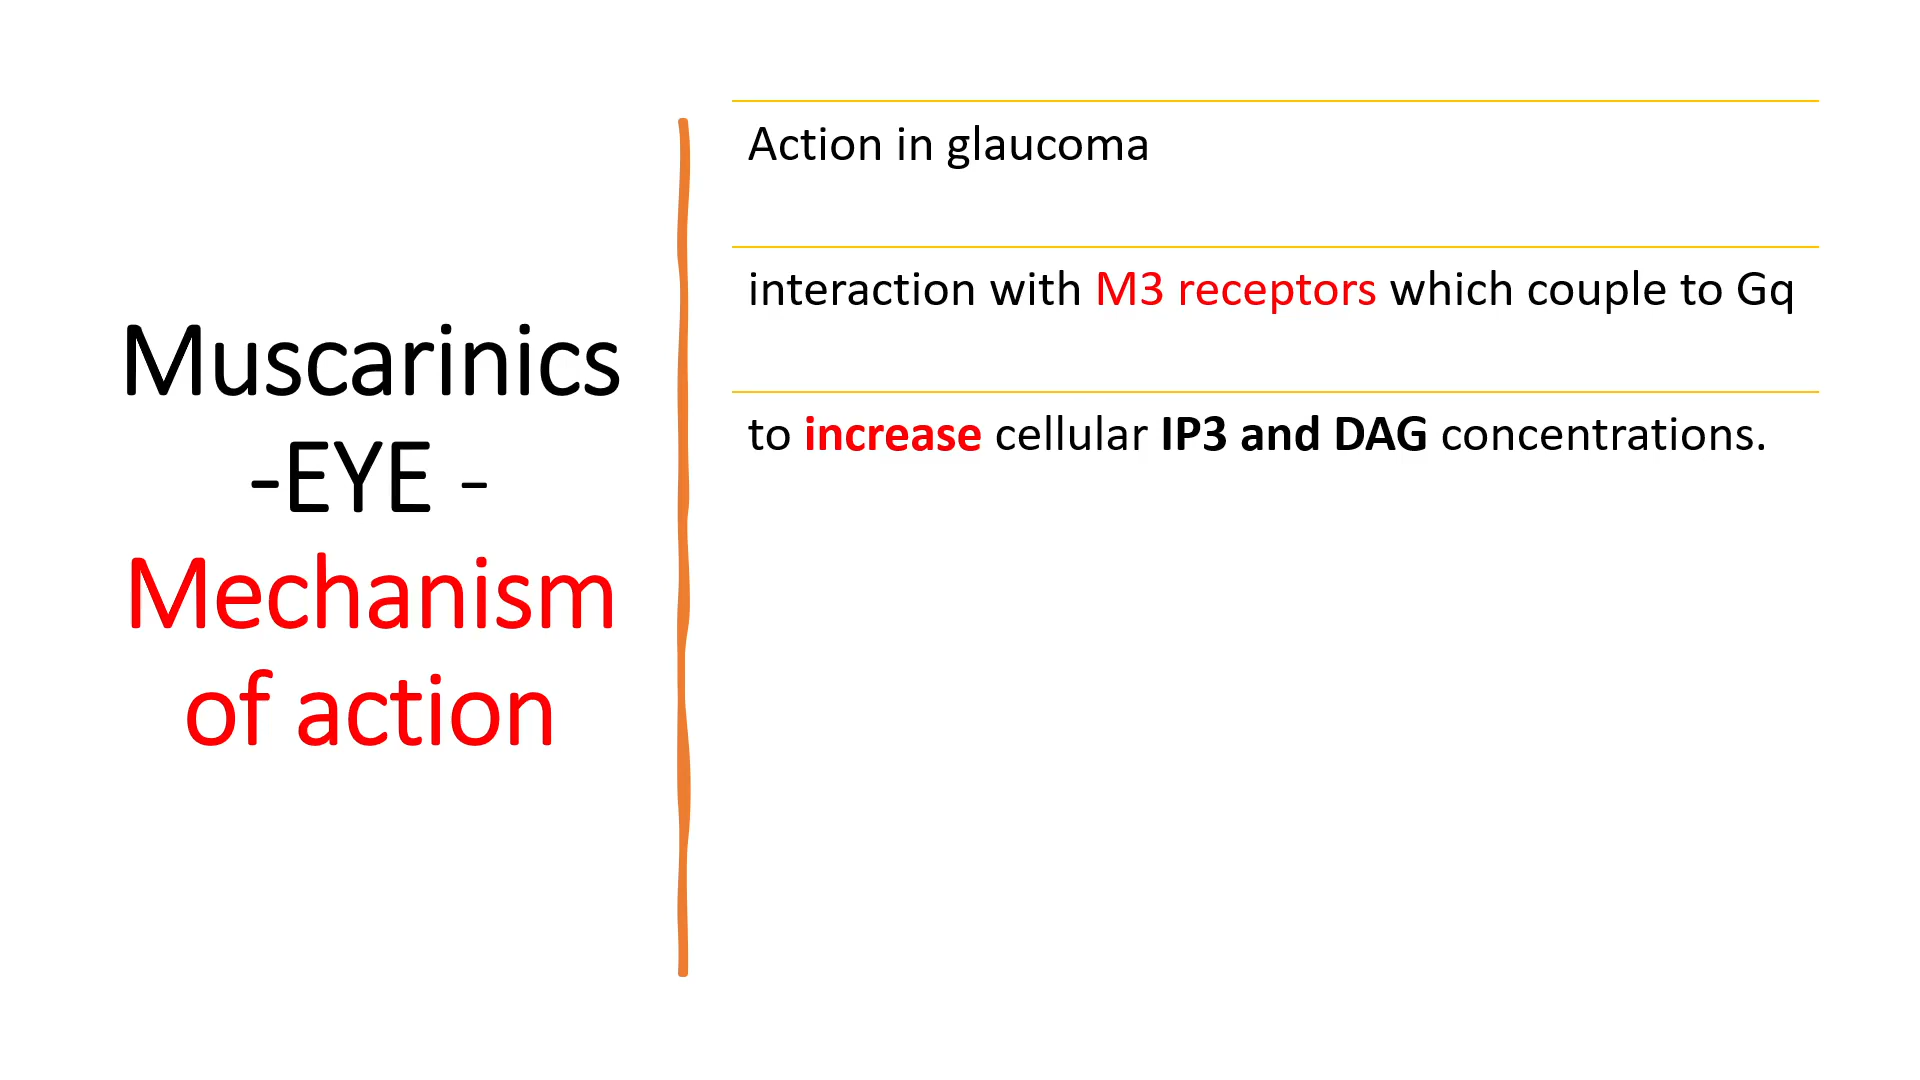 Muscarinics
-EYE -
Mechanism
of action
Action in glaucoma
interaction with M3 receptors which couple to Gq
to increase cellular IP3 and DAG concentrations.